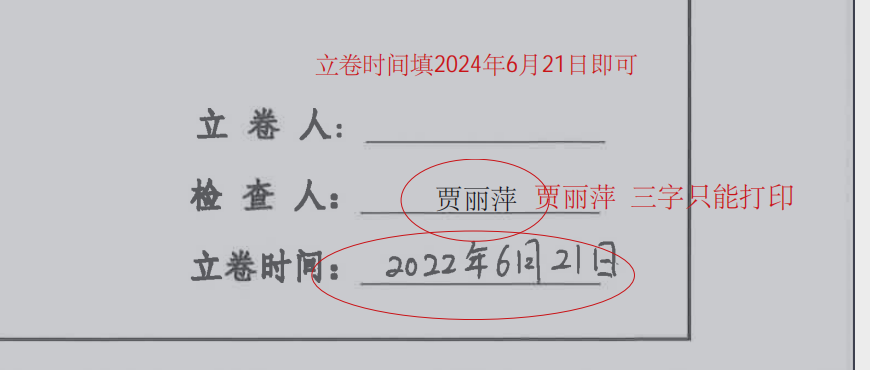 立卷时间填2024年6月21日即可
立 卷 人：
检 查 人：贾丽萍 贾丽萍 三字只能打印
立卷时间：2022年6月21日